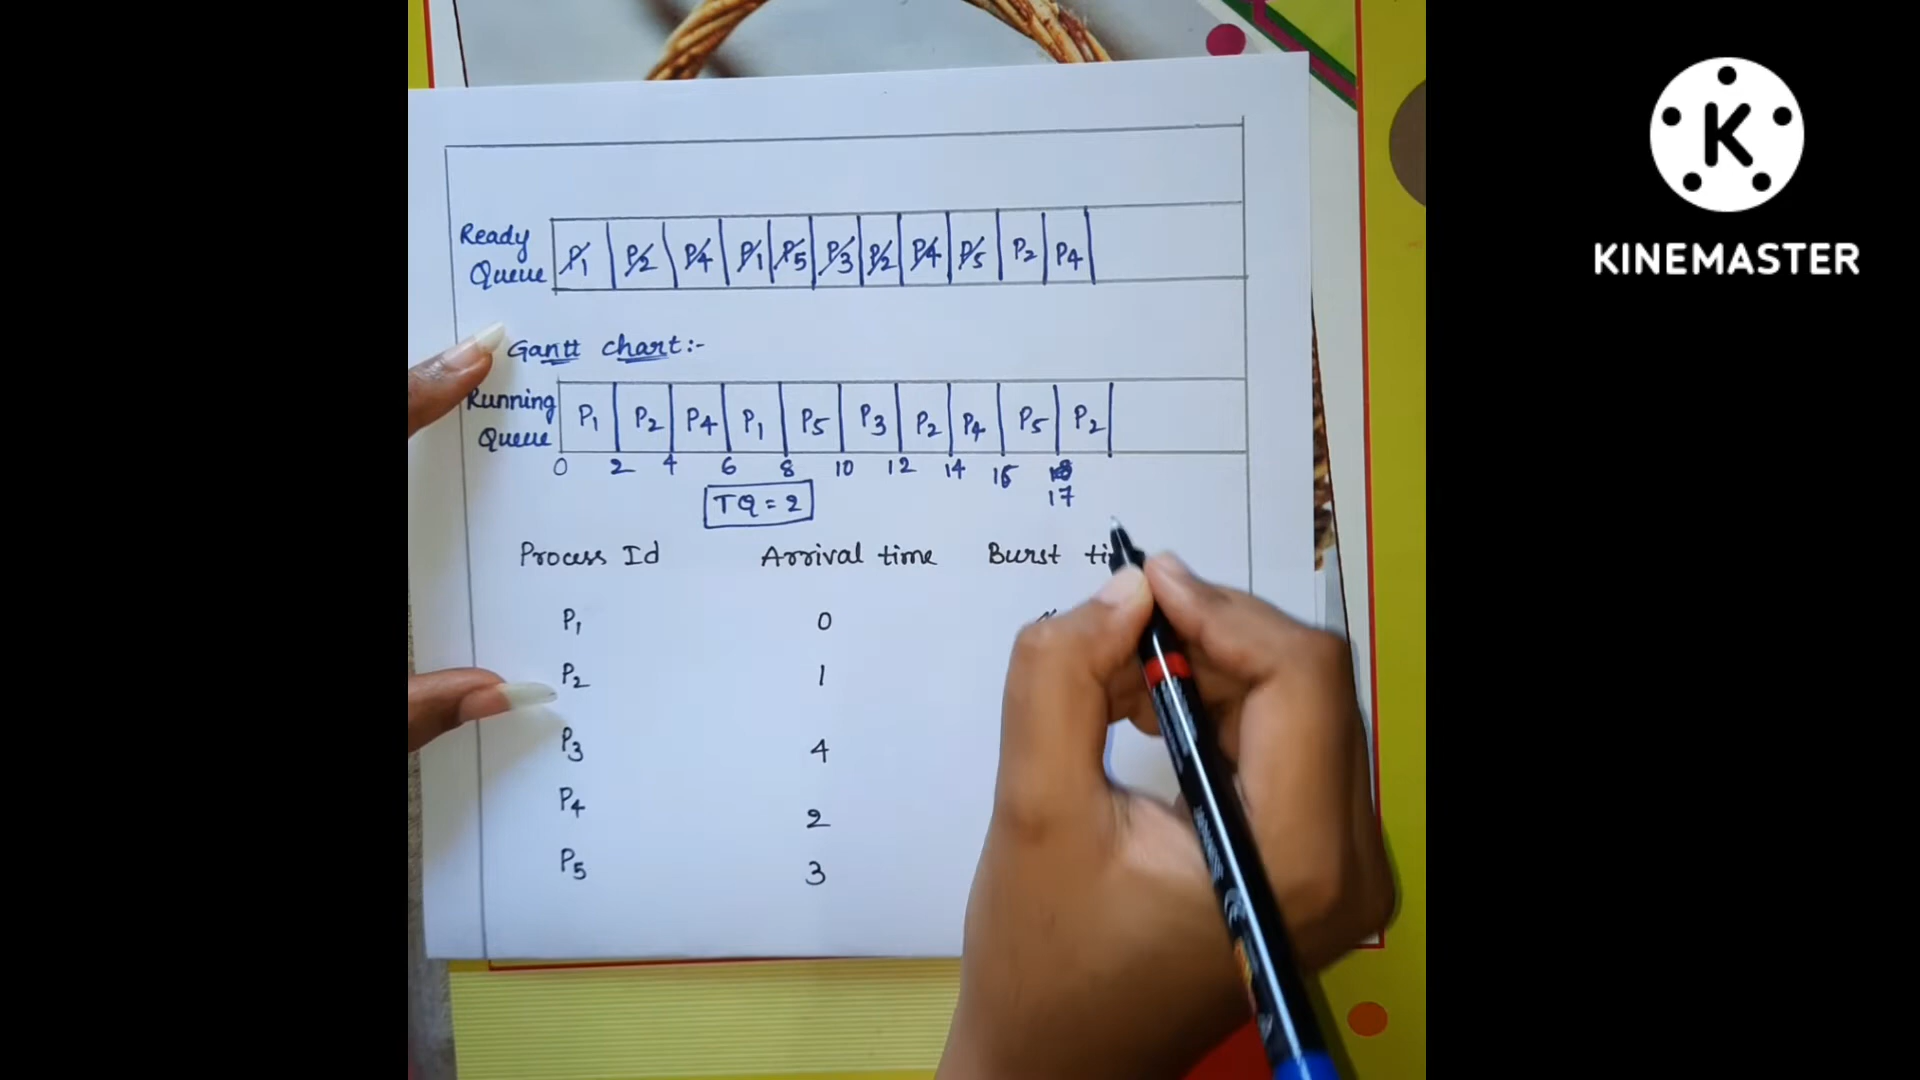 K
KINEMASTER
Ready
Queue
P1 P2 P4 P1 P5 P3 P2 P4 P5 P2 P4
Gantt chart:-
Running
Queue
P1 P2 P4 P1 P5 P3 P2 P4 P5 P2
0 2 4 6 8 10 12 14 16 18
17
TQ = 2
Process Id Arrival time Burst
P1 0
P2 1
P3 4
P4 2
P5 3